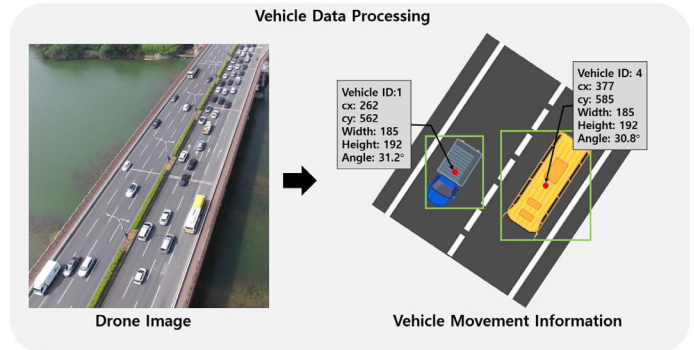 Vehicle Data Processing
Vehicle ID:1
cx: 262
cy: 562
Width: 185
Height: 192
Angle: 31.2°
Vehicle ID: 4
cx: 377
cy: 585
Width: 185
Height: 192
Angle: 30.8°
Drone Image
Vehicle Movement Information